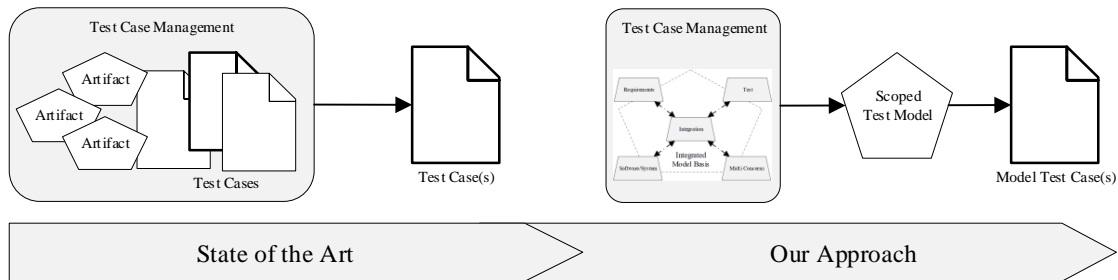 Test Case Management
Artifact
Artifact
Artifact
Test Cases
Test Case(s)
Test Case Management
Requirements
Test
Integration
Integrated
Model Basis
Software/System
Multi Concerns
Scoped
Test Model
Model Test Case(s)
State of the Art
Our Approach